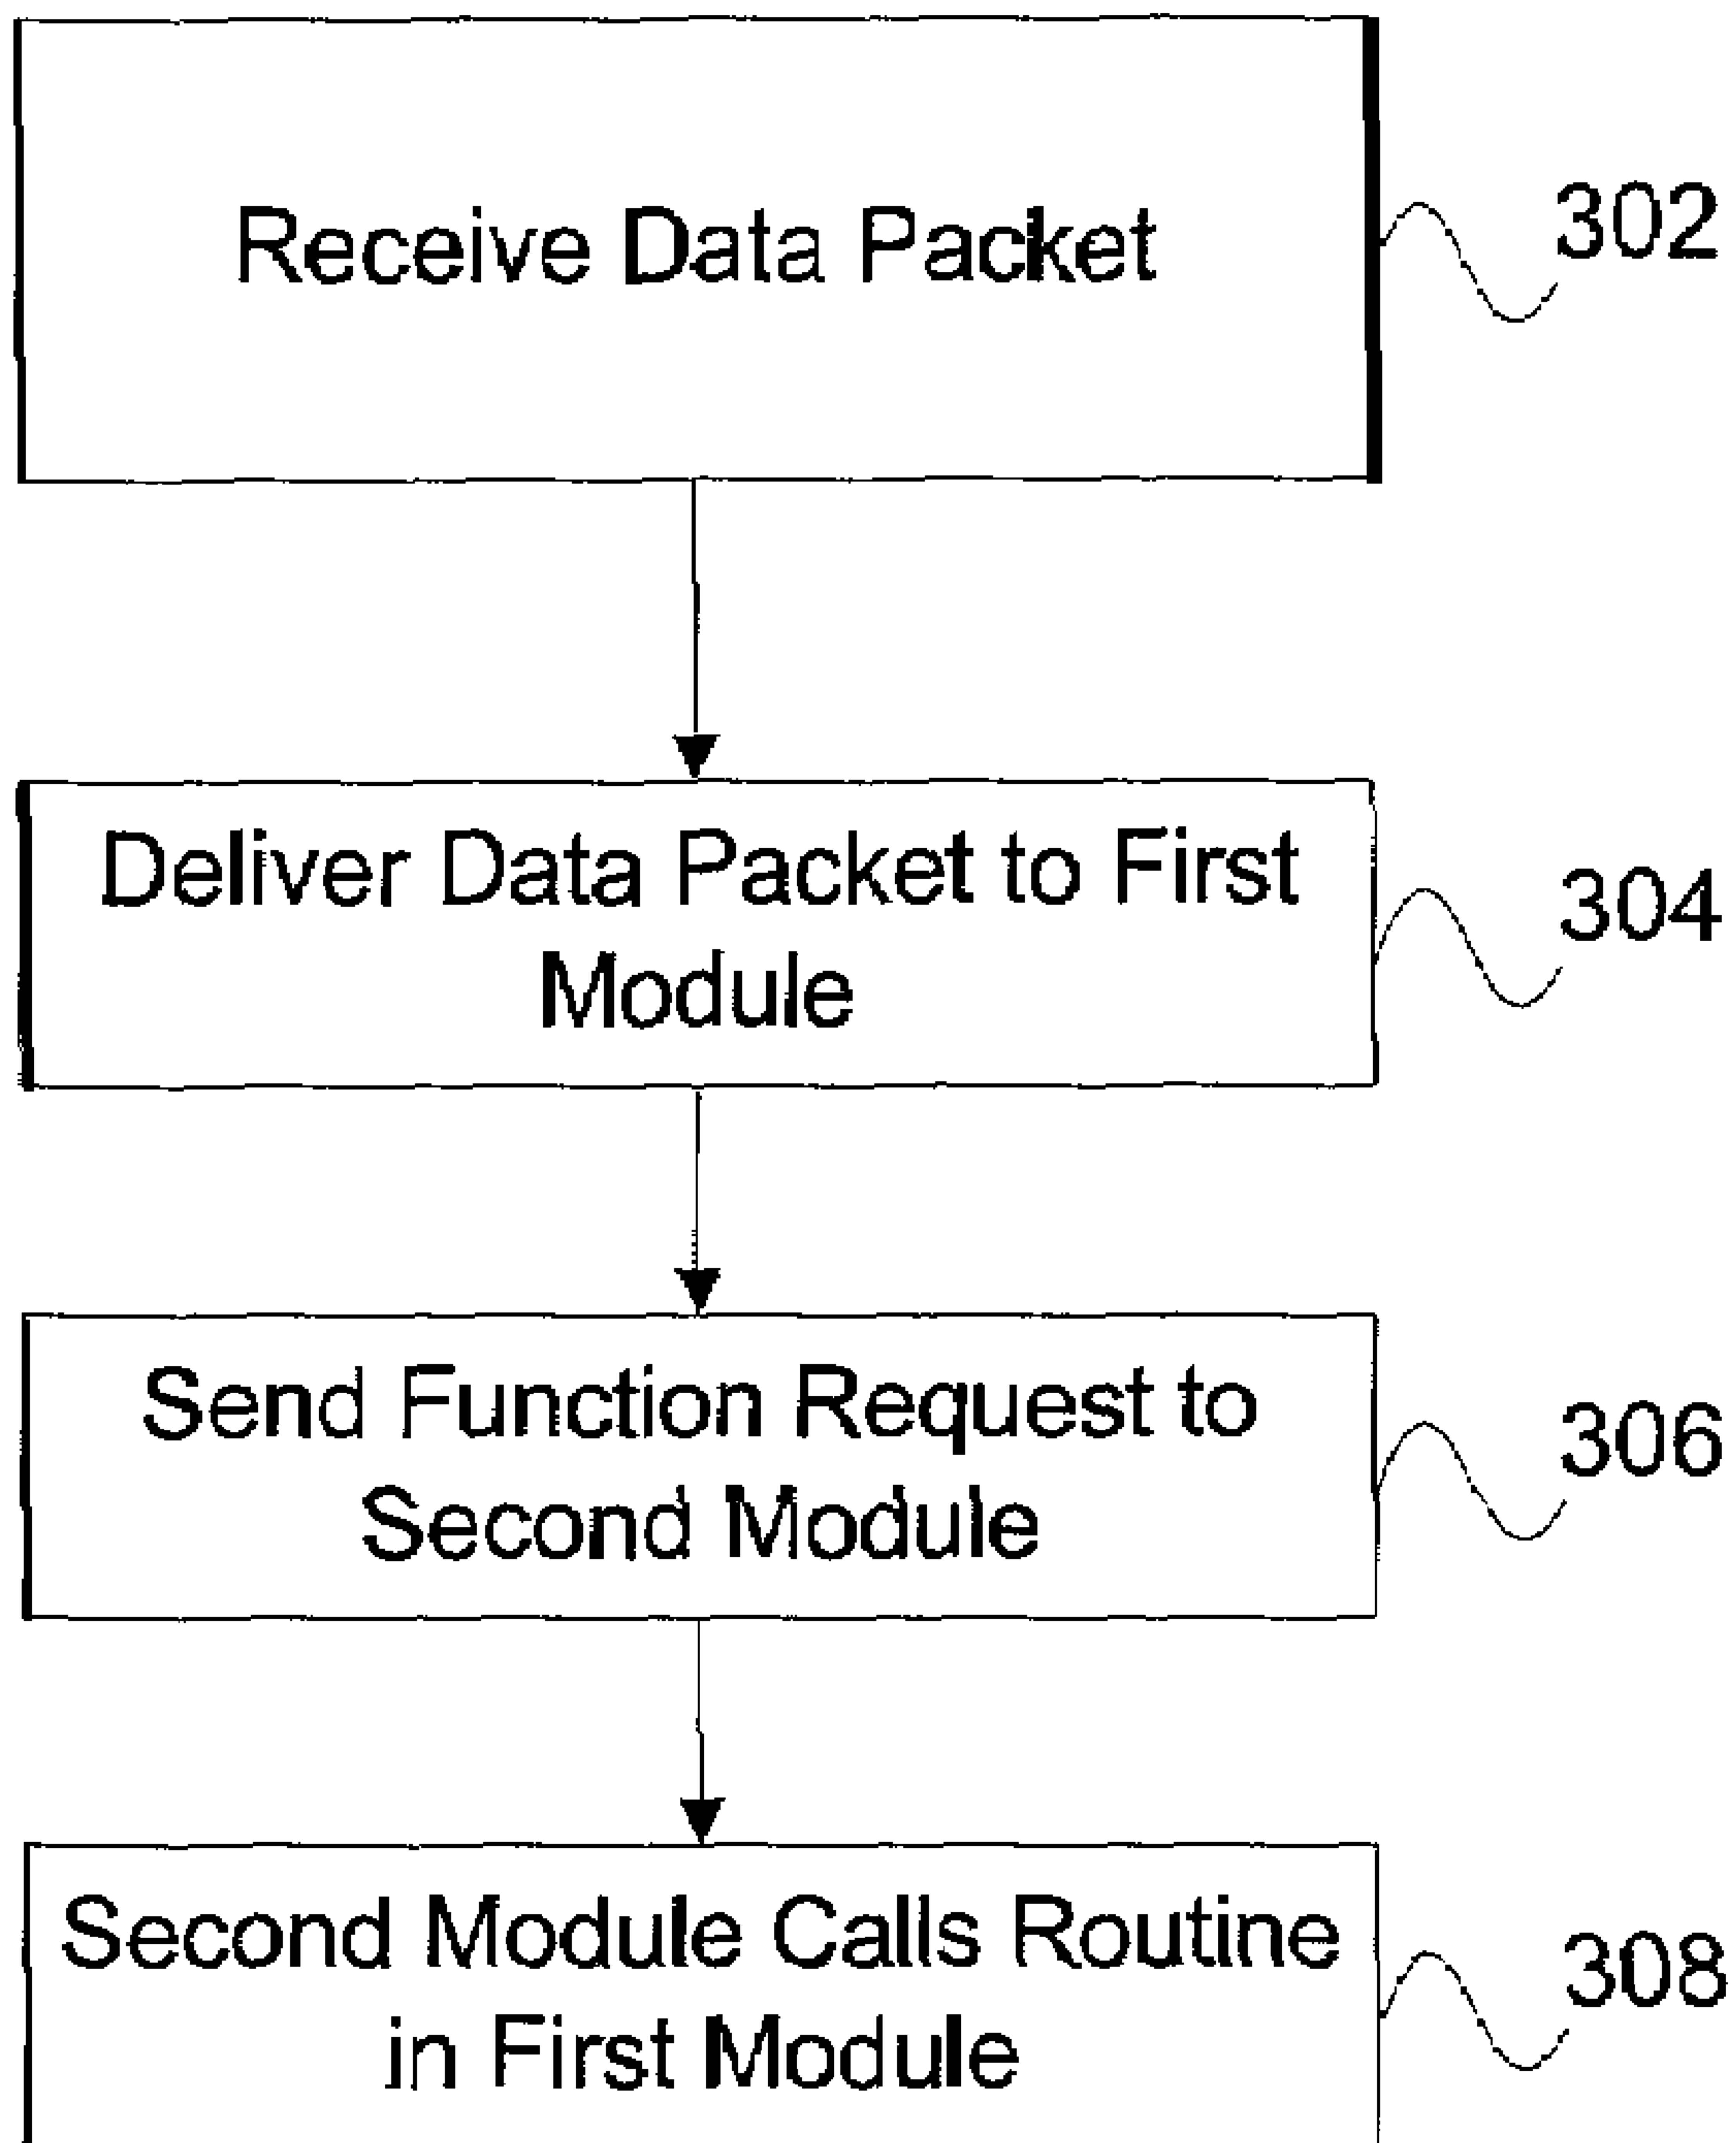 Receive Data Packet
302
Deliver Data Packet to First
Module
304
Send Function Request to
Second Module
306
Second Module Calls Routine
in First Module
308